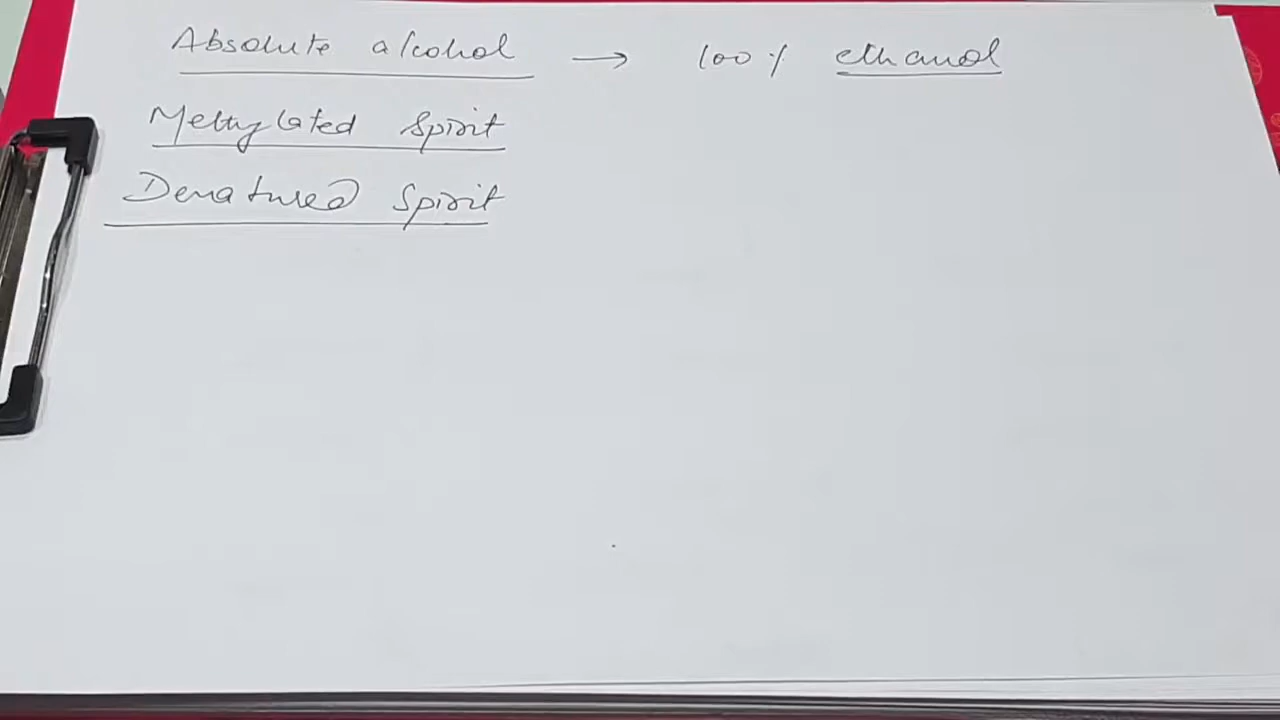 Absolute alcohol → 100% ethanol
Methylated Spirit
Denatured Spirit